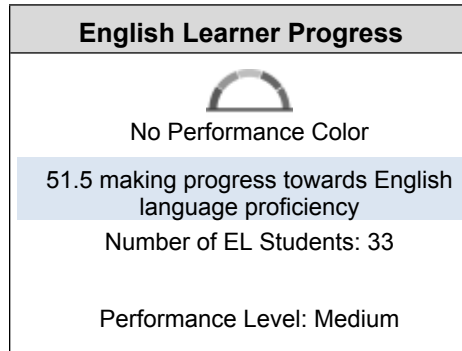 English Learner Progress
No Performance Color
51.5 making progress towards English
language proficiency
Number of EL Students: 33
Performance Level: Medium